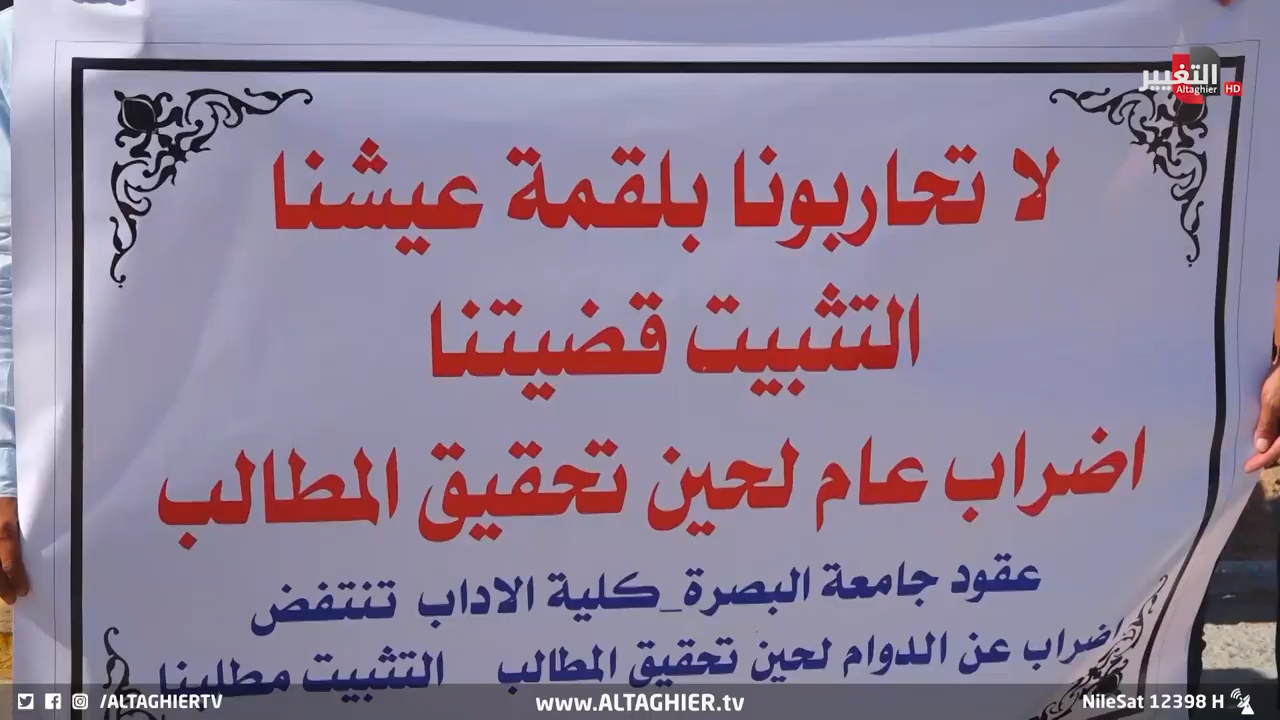 التغيير
Altaghier HD
لا تحاربونا بلقمة عيشنا
التثبيت قضيتنا
اضراب عام لحين تحقيق المطالب
عقود جامعة البصرة_كلية الاداب تنتفض
اضراب عن الدوام لحين تحقيق المطالب التثبيت مطلبنا
/ALTAGHIERTV www.ALTAGHIER.tv NileSat 12398 H